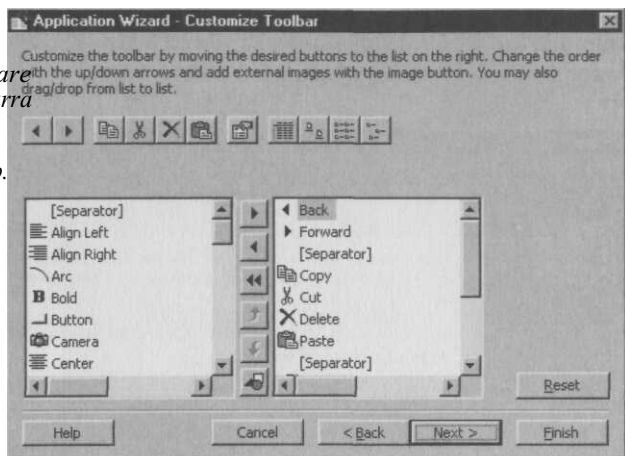 Application Wizard - Customize Toolbar
Customize the toolbar by moving the desired buttons to the list on the right. Change the order
are
with the up/down arrows and add external images with the image button. You may also
arra
drag/drop from list to list.
o.
[Separator]
Align Left
Align Right
Arc
B Bold
Button
Camera
Center
Back
Forward
[Separator]
Copy
Cut
Delete
Paste
[Separator]
Reset
Help
Cancel
< Back
Next >
Finish